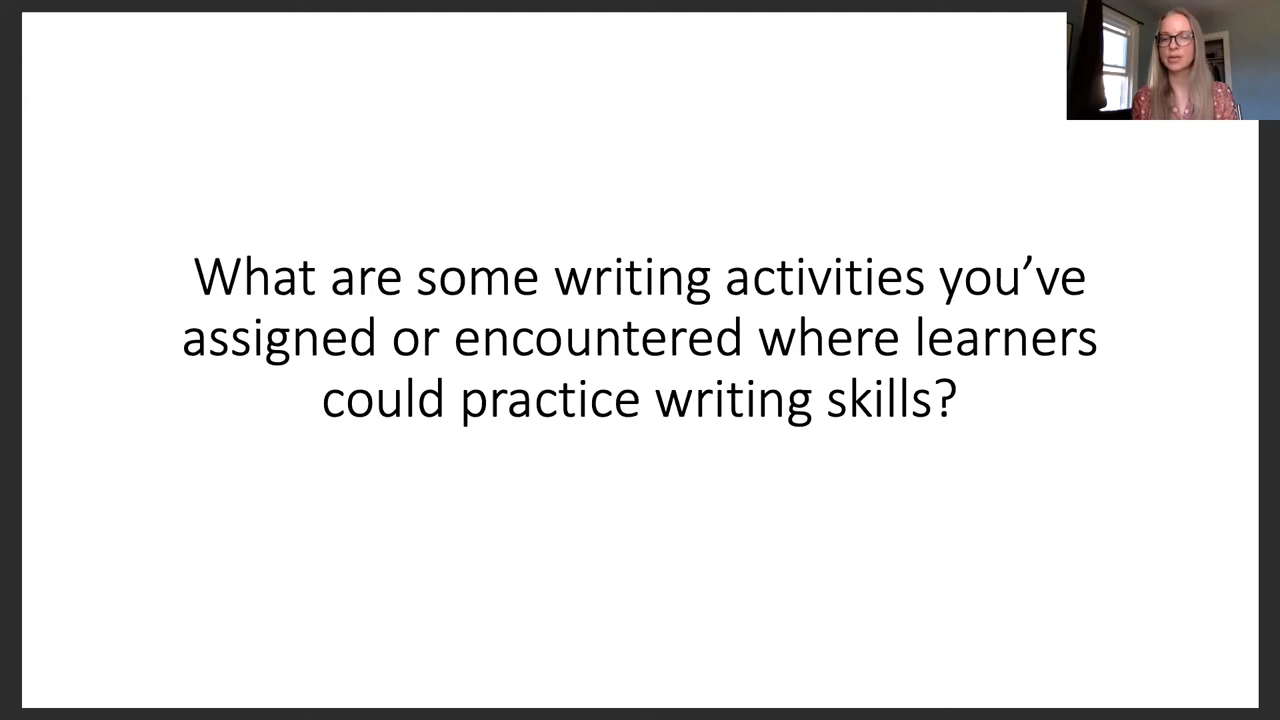 What are some writing activities you’ve
assigned or encountered where learners
could practice writing skills?